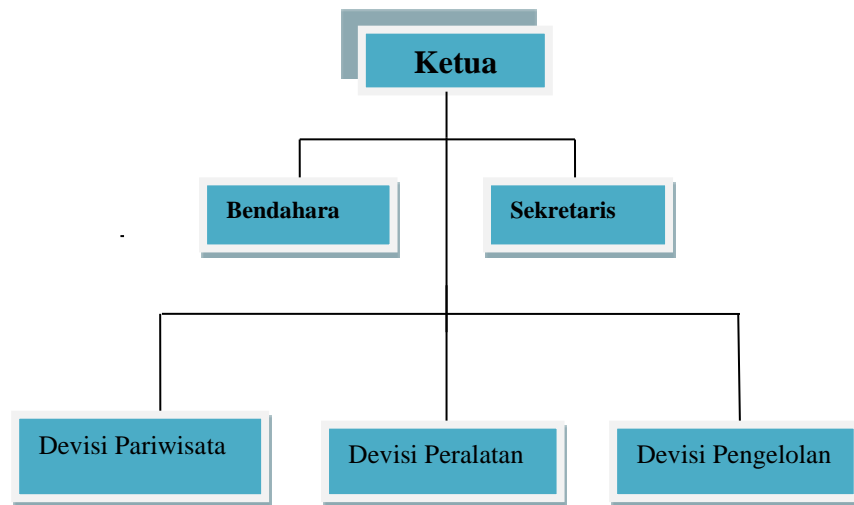 Ketua
Bendahara
Sekretaris
-
Devisi Pariwisata
Devisi Peralatan
Devisi Pengelolan